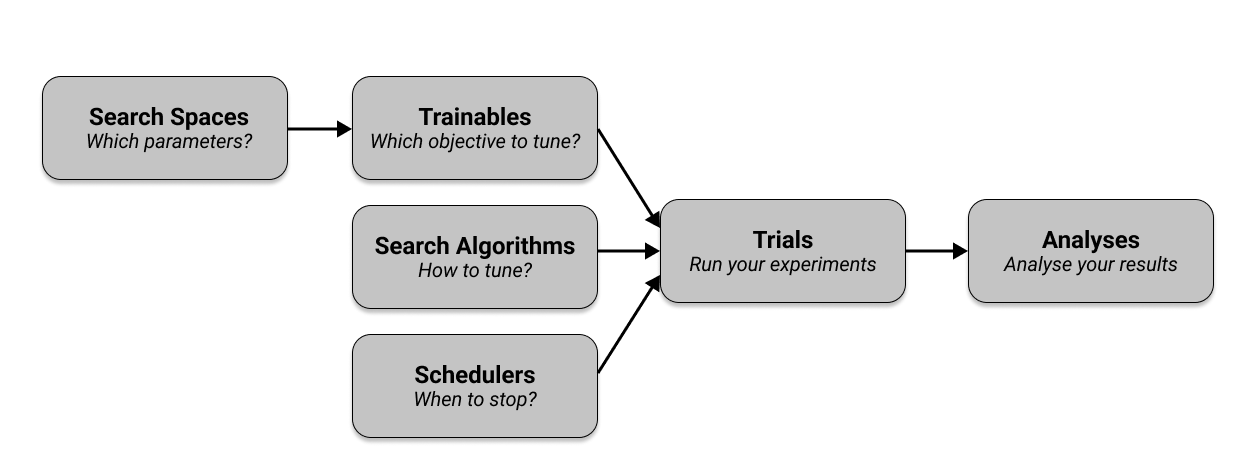 Search Spaces
Which parameters?
Trainables
Which objective to tune?
Search Algorithms
How to tune?
Schedulers
When to stop?
Trials
Run your experiments
Analyses
Analyse your results